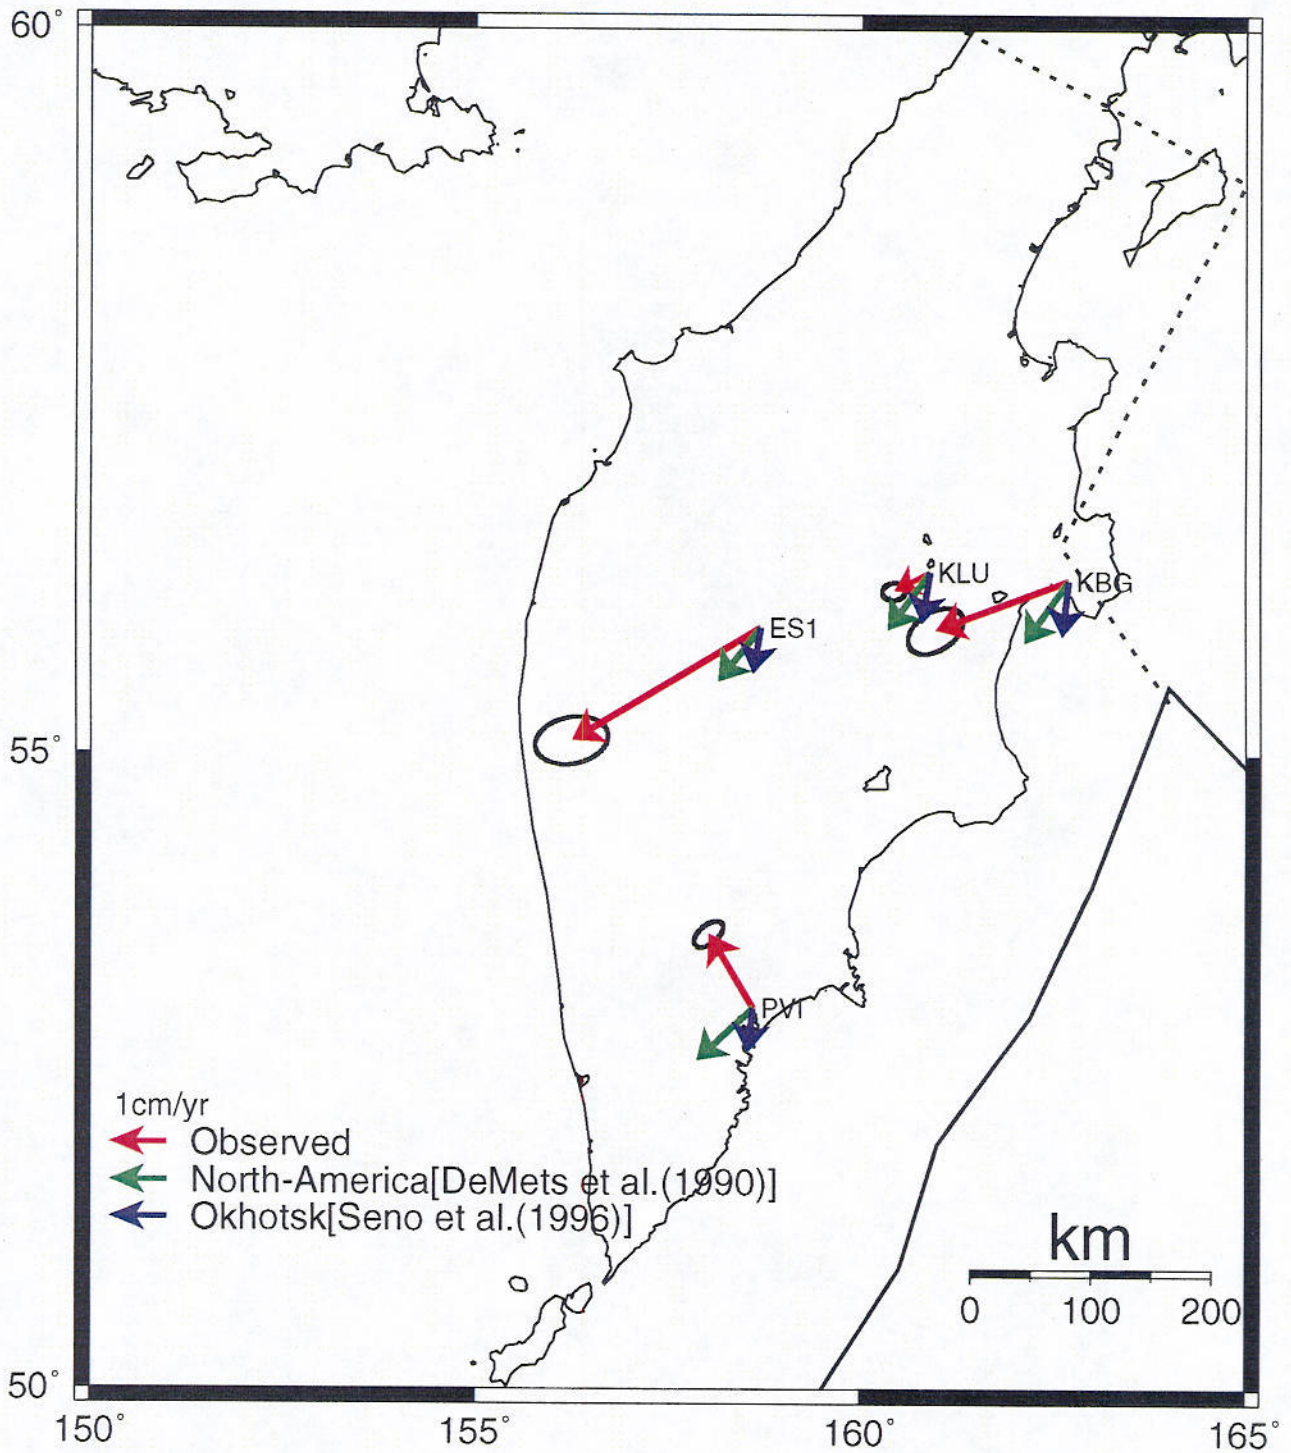 60°
KLU
KBG
ES1
55°
PVI
1cm/yr
Observed
North-America[DeMets et al.(1990)]
Okhotsk[Seno et al.(1996)]
km
0 100 200
50°
150° 155° 160° 165°